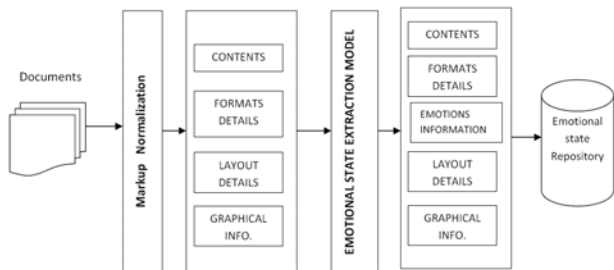 Documents
Markup Normalization
CONTENTS
FORMATS
DETAILS
LAYOUT
DETAILS
GRAPHICAL
INFO.
EMOTIONAL STATE EXTRACTION MODEL
CONTENTS
FORMATS
DETAILS
EMOTIONS
INFORMATION
LAYOUT
DETAILS
GRAPHICAL
INFO.
Emotional
state
Repository